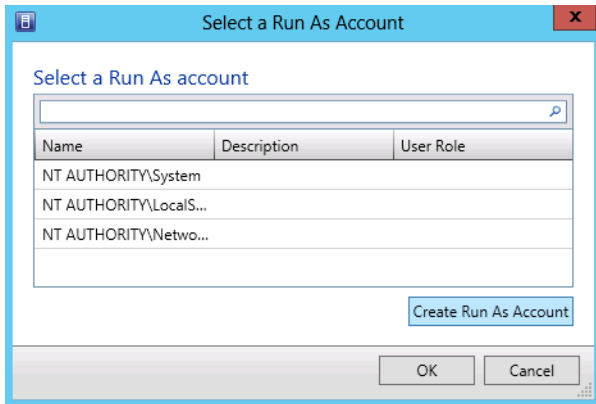 Select a Run As Account
x
Select a Run As account
Name Description User Role
NT AUTHORITY\System
NT AUTHORITY\LocalS...
NT AUTHORITY\Netwo...
Create Run As Account
OK Cancel